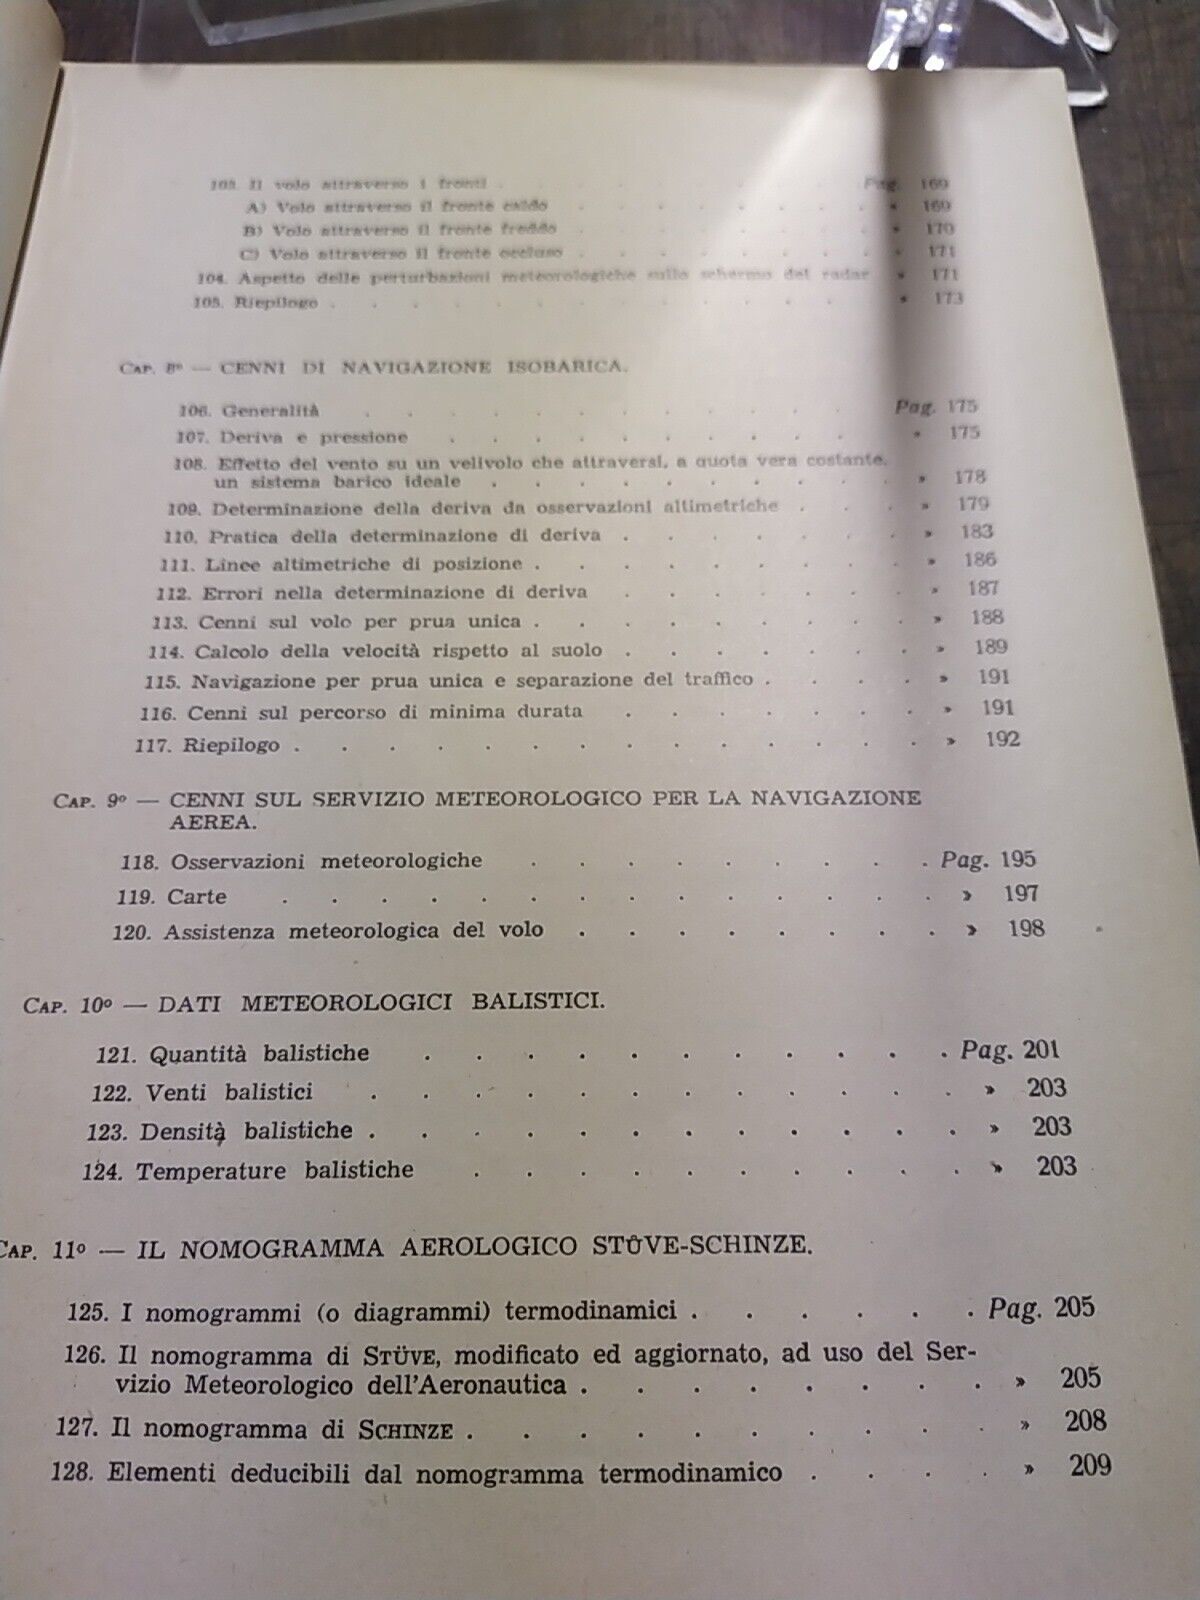 103. Il volo attraverso i fronti . . . . . . . . Pag. 169
A) Volo attraverso il fronte caldo . . . . . . . . » 169
B) Volo attraverso il fronte freddo . . . . . . . . » 170
C) Volo attraverso il fronte occluso . . . . . . . . » 171
104. Aspetto delle perturbazioni meteorologiche sullo schermo del radar » 171
105. Riepilogo . . . . . . . . . . . . » 173
CAP. 8º — CENNI DI NAVIGAZIONE ISOBARICA.
106. Generalità . . . . . . . . . . . . Pag. 175
107. Deriva e pressione . . . . . . . . . . » 175
108. Effetto del vento su un velivolo che attraversi, a quota vera costante,
un sistema barico ideale . . . . . . . . . » 178
109. Determinazione della deriva da osservazioni altimetriche . . . » 179
110. Pratica della determinazione di deriva . . . . . . . » 183
111. Linee altimetriche di posizione . . . . . . . . . » 186
112. Errori nella determinazione di deriva . . . . . . . » 187
113. Cenni sul volo per prua unica . . . . . . . . . » 188
114. Calcolo della velocità rispetto al suolo . . . . . . . » 189
115. Navigazione per prua unica e separazione del traffico . . . . » 191
116. Cenni sul percorso di minima durata . . . . . . . » 191
117. Riepilogo . . . . . . . . . . . . . . » 192
CAP. 9º — CENNI SUL SERVIZIO METEOROLOGICO PER LA NAVIGAZIONE
AEREA.
118. Osservazioni meteorologiche . . . . . . . . . Pag. 195
119. Carte . . . . . . . . . . . . . . » 197
120. Assistenza meteorologica del volo . . . . . . . . » 198
CAP. 10º — DATI METEOROLOGICI BALISTICI.
121. Quantità balistiche . . . . . . . . . . . Pag. 201
122. Venti balistici . . . . . . . . . . . . » 203
123. Densità balistiche . . . . . . . . . . . . » 203
124. Temperature balistiche . . . . . . . . . . » 203
CAP. 11º — IL NOMOGRAMMA AEROLOGICO STÜVE-SCHINZE.
125. I nomogrammi (o diagrammi) termodinamici . . . . . . Pag. 205
126. Il nomogramma di STÜVE, modificato ed aggiornato, ad uso del Ser-
vizio Meteorologico dell'Aeronautica . . . . . . . . » 205
127. Il nomogramma di SCHINZE . . . . . . . . . . » 208
128. Elementi deducibili dal nomogramma termodinamico . . . . » 209